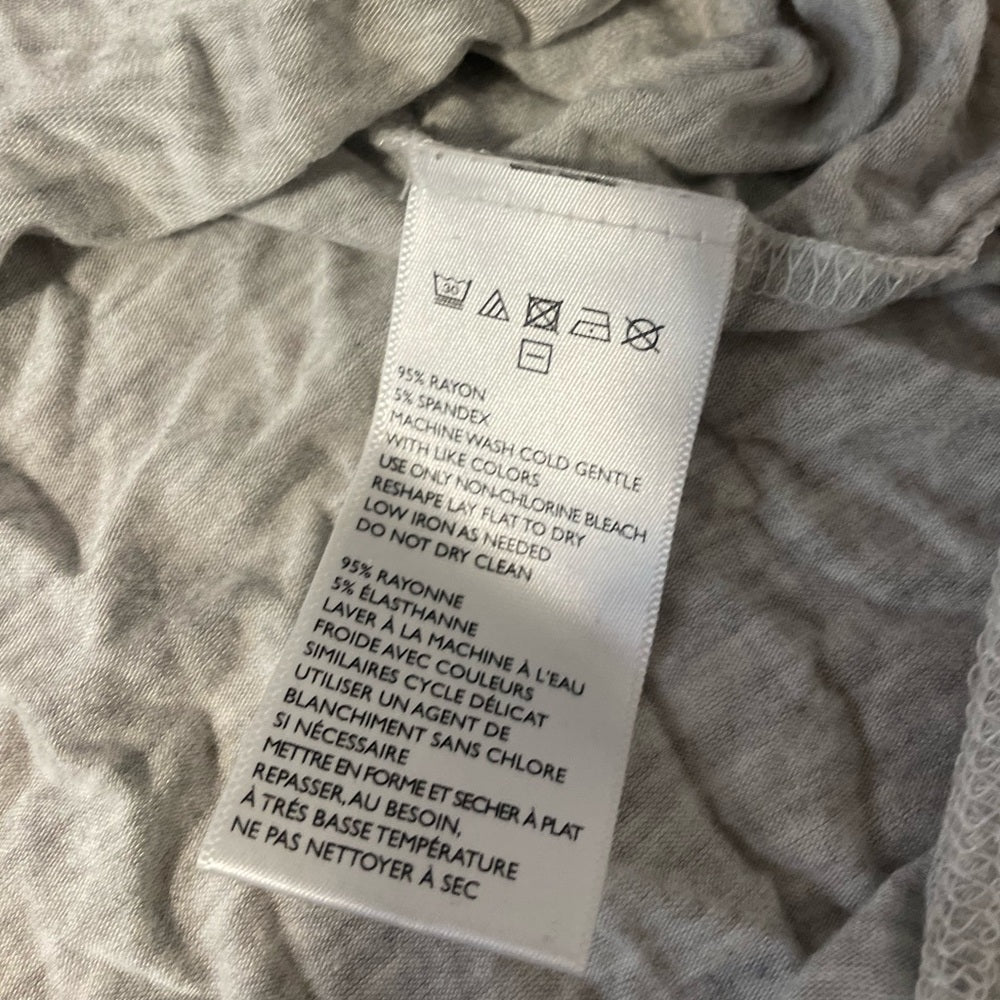 30
95% RAYON
5% SPANDEX
MACHINE WASH COLD GENTLE
WITH LIKE COLORS
USE ONLY NON-CHLORINE BLEACH
RESHAPE LAY FLAT TO DRY
LOW IRON AS NEEDED
DO NOT DRY CLEAN
95% RAYONNE
5% ÉLASTHANNE
LAVER À LA MACHINE À L'EAU
FROIDE AVEC COULEURS
SIMILAIRES CYCLE DÉLICAT
UTILISER UN AGENT DE
BLANCHIMENT SANS CHLORE
SI NÉCESSAIRE
METTRE EN FORME ET SECHER À PLAT
REPASSER, AU BESOIN,
À TRÉS BASSE TEMPÉRATURE
NE PAS NETTOYER À SEC